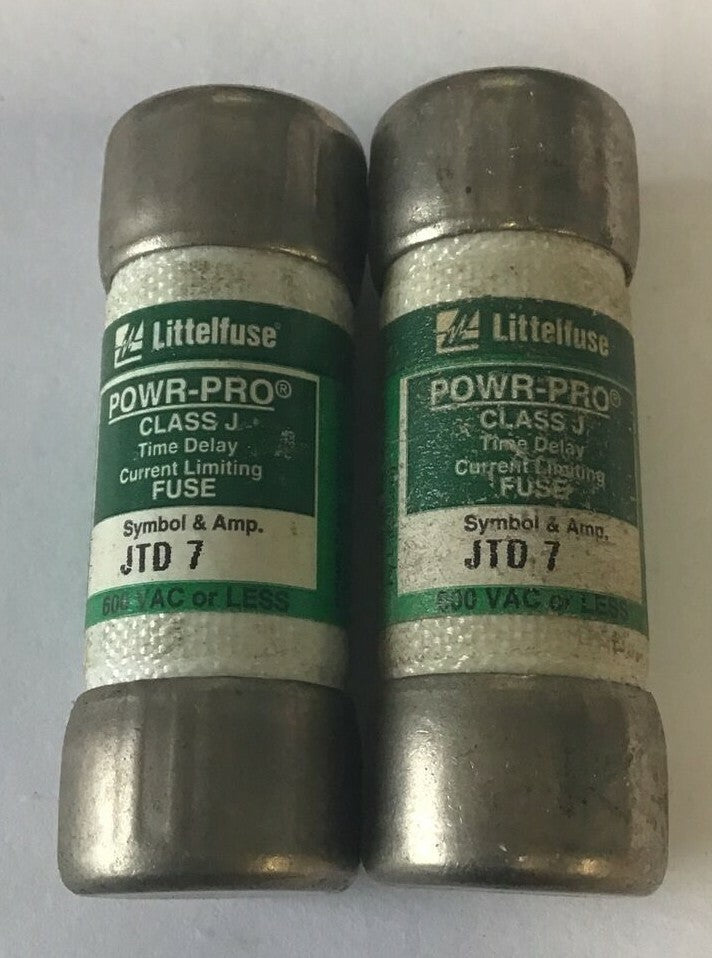 Littelfuse®
POWR-PRO®
CLASS J
Time Delay
Current Limiting
FUSE
Symbol & Amp.
JTD 7
600 VAC or LESS
Littelfuse
POWR-PRO®
CLASS J
Time Delay
Current Limiting
FUSE
Symbol & Amp.
JTD 7
600 VAC or LESS